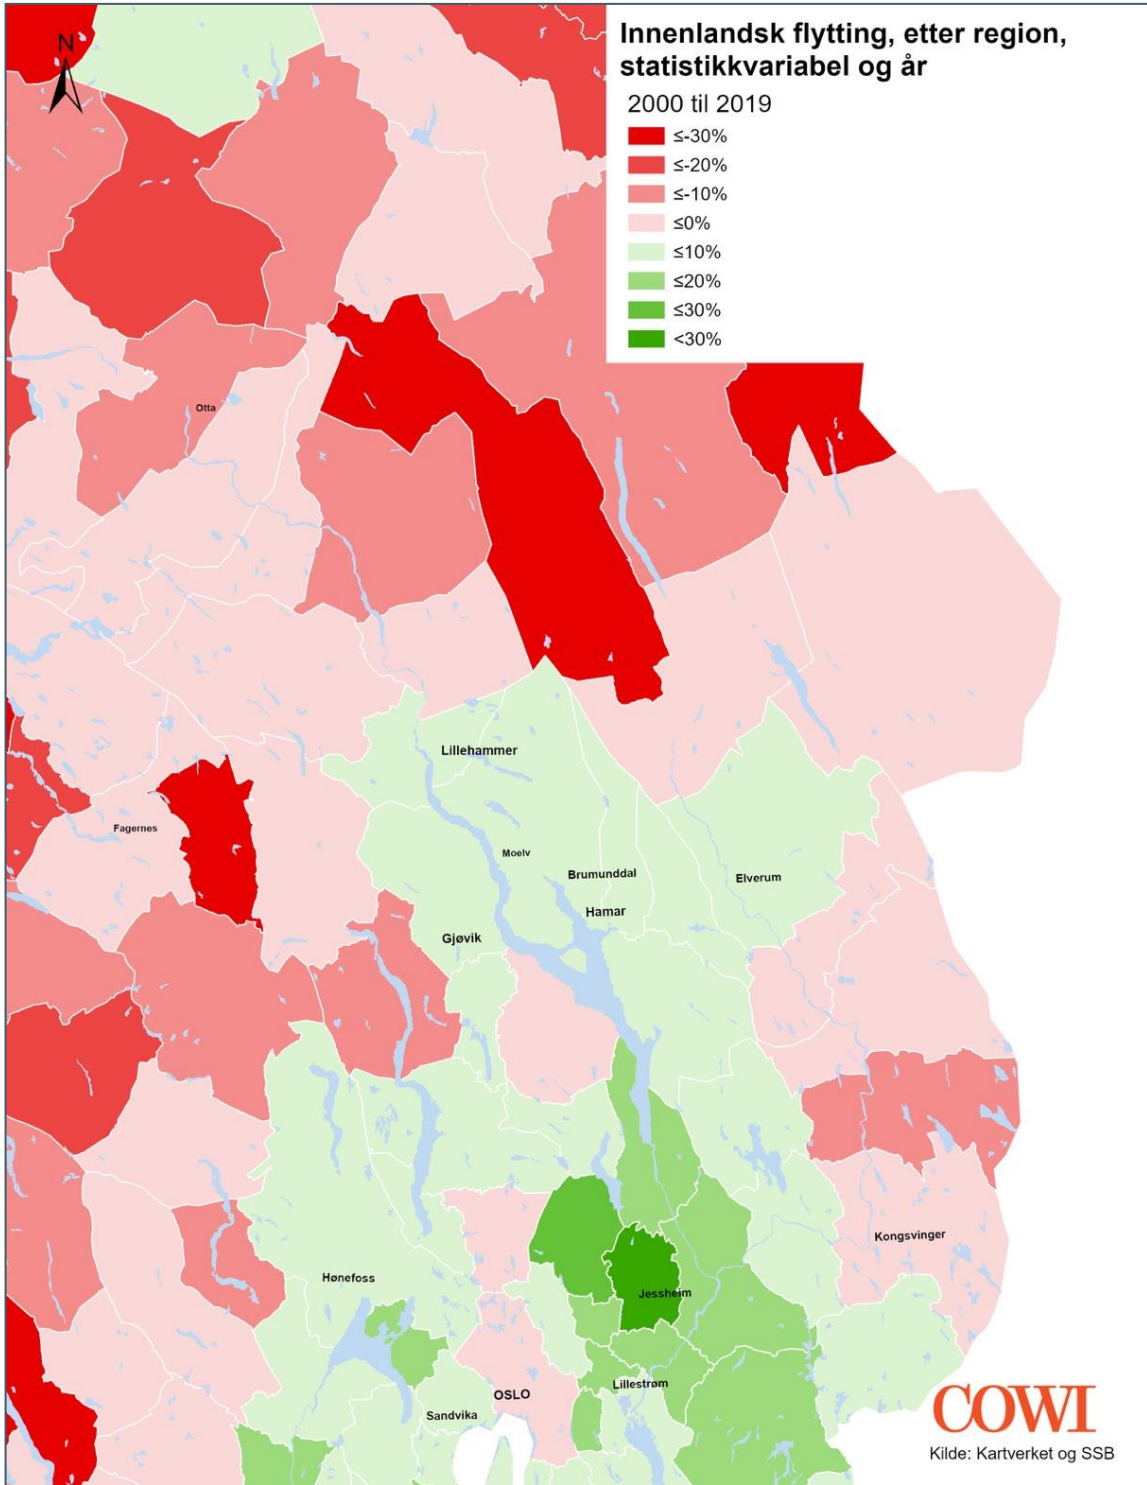 N
Innenlandsk flytting, etter region,
statistikkvariabel og år
2000 til 2019
≤-30%
≤-20%
≤-10%
≤0%
≤10%
≤20%
≤30%
<30%
Otta
Lillehammer
Fagernes
Moelv
Brumunddal
Elverum
Hamar
Gjøvik
Kongsvinger
Hønefoss
Jessheim
Lillestrøm
OSLO
Sandvika
COWI
Kilde: Kartverket og SSB